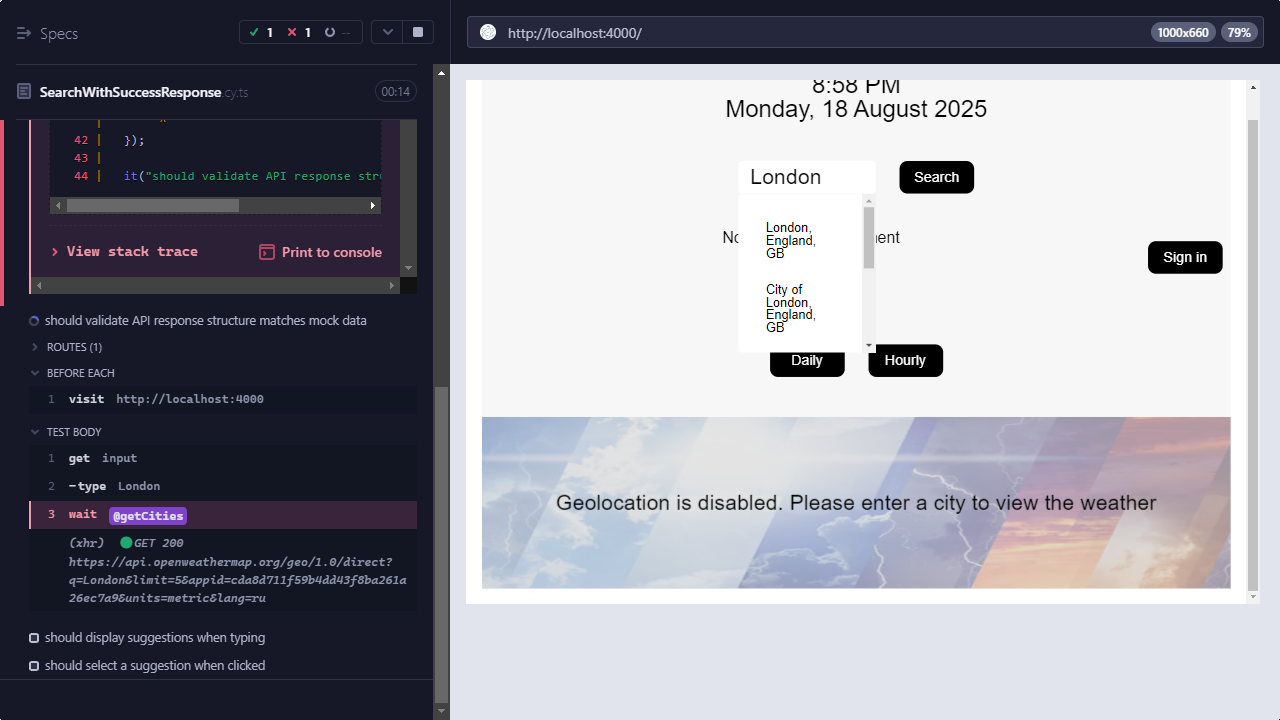 Specs
1
1
--
http://localhost:4000/
1000x660
79%
SearchWithSuccessResponse.cy.ts
00:14
42 | });
43 |
44 | it("should validate API response stru
View stack trace
Print to console
should validate API response structure matches mock data
ROUTES (1)
BEFORE EACH
1 visit http://localhost:4000
TEST BODY
1 get input
2 -type London
3 wait @getCities
(xhr) GET 200
https://api.openweathermap.org/geo/1.0/direct?
q=London&limit=5&appid=cda8d711f59b4dd43f8ba261a
26ec7a9&units=metric&lang=ru
should display suggestions when typing
should select a suggestion when clicked
8:58 PM
Monday, 18 August 2025
London
Search
London,
England,
GB
City of
London,
England,
GB
Sign in
Daily
Hourly
Geolocation is disabled. Please enter a city to view the weather